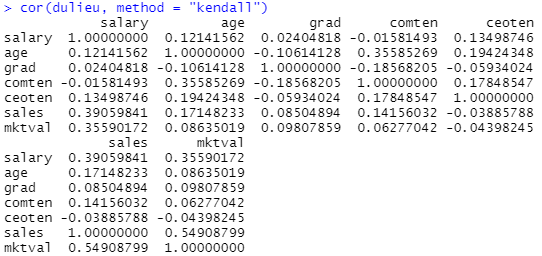 > cor(dulieu, method = "kendall")
salary age grad comten ceoten
salary 1.00000000 0.12141562 0.02404818 -0.01581493 0.13498746
age 0.12141562 1.00000000 -0.10614128 0.35585269 0.19424348
grad 0.02404818 -0.10614128 1.00000000 -0.18568205 -0.05934024
comten -0.01581493 0.35585269 -0.18568205 1.00000000 0.17848547
ceoten 0.13498746 0.19424348 -0.05934024 0.17848547 1.00000000
sales 0.39059841 0.17148233 0.08504894 0.14156032 -0.03885788
mktval 0.35590172 0.08635019 0.09807859 0.06277042 -0.04398245
sales mktval
salary 0.39059841 0.35590172
age 0.17148233 0.08635019
grad 0.08504894 0.09807859
comten 0.14156032 0.06277042
ceoten -0.03885788 -0.04398245
sales 1.00000000 0.54908799
mktval 0.54908799 1.00000000